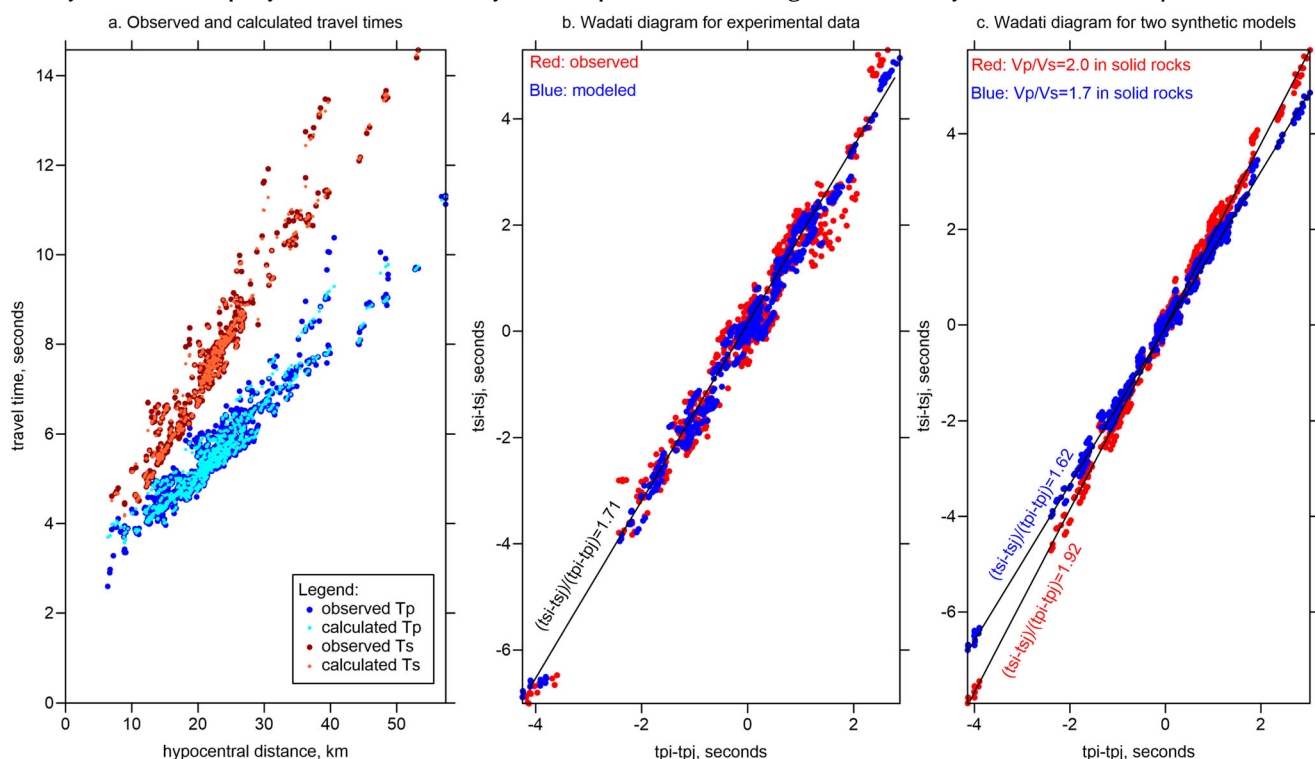 a. Observed and calculated travel times
b. Wadati diagram for experimental data
c. Wadati diagram for two synthetic models
travel time, seconds
14
12
10
8
6
4
2
0
0 10 20 30 40 50
hypocentral distance, km
Legend:
observed Tp
calculated Tp
observed Ts
calculated Ts
Red: observed
Blue: modeled
tsi-tsj, seconds
4
2
0
-2
-4
-6
-4 -2 0 2
tpi-tpj, seconds
(tsi-tsj)/(tpi-tpj)=1.71
Red: Vp/Vs=2.0 in solid rocks
Blue: Vp/Vs=1.7 in solid rocks
tsi-tsj, seconds
4
2
0
-2
-4
-6
-4 -2 0 2
tpi-tpj, seconds
(tsi-tsj)/(tpi-tpj)=1.62
(tsi-tsj)/(tpi-tpj)=1.92